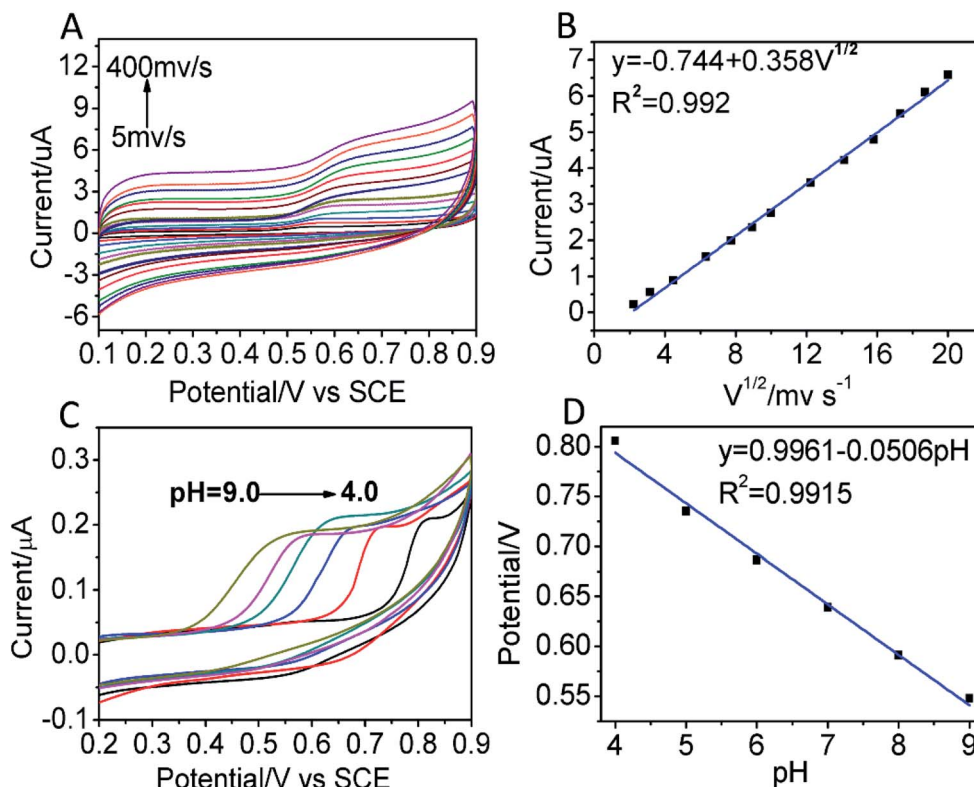 A
400mv/s
5mv/s
12
9
6
3
0
-3
-6
Current/uA
0.1 0.2 0.3 0.4 0.5 0.6 0.7 0.8 0.9
Potential/V vs SCE
B
y=-0.744+0.358V^1/2
R²=0.992
7
6
5
4
3
2
1
0
Current/uA
0 4 8 12 16 20
V^1/2/mv s⁻¹
C
pH=9.0 4.0
0.3
0.2
0.1
0.0
-0.1
Current/μA
0.2 0.3 0.4 0.5 0.6 0.7 0.8 0.9
Potential/V vs SCE
D
y=0.9961-0.0506pH
R²=0.9915
0.80
0.75
0.70
0.65
0.60
0.55
Potential/V
4 5 6 7 8 9
pH